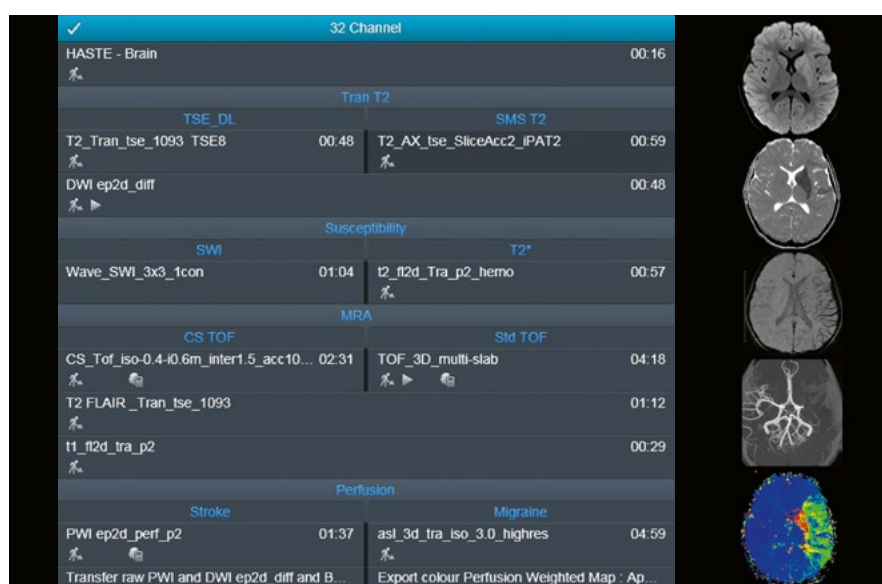 32 Channel
HASTE - Brain 00:16
Tran T2
TSE_DL SMS T2
T2_Tran_tse_1093 TSE8 00:48 T2_AX_tse_SliceAcc2_iPAT2 00:59
DWI ep2d_diff 00:48
Susceptibility
SWI T2*
Wave_SWI_3x3_1con 01:04 t2_fl2d_Tra_p2_hemo 00:57
MRA
CS TOF Std TOF
CS_Tof_iso-0.4-i0.6m_inter1.5_acc10... 02:31 TOF_3D_multi-slab 04:18
T2 FLAIR _Tran_tse_1093 01:12
t1_fl2d_tra_p2 00:29
Perfusion
Stroke Migraine
PWI ep2d_perf_p2 01:37 asl_3d_tra_iso_3.0_highres 04:59
Transfer raw PWI and DWI ep2d_diff and B... Export colour Perfusion Weighted Map : Ap...